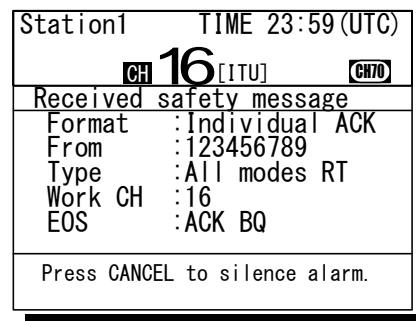 Station1 TIME 23:59(UTC)
CH 16[ITU] CH70
Received safety message
Format :Individual ACK
From :123456789
Type :All modes RT
Work CH :16
EOS :ACK BQ
Press CANCEL to silence alarm.